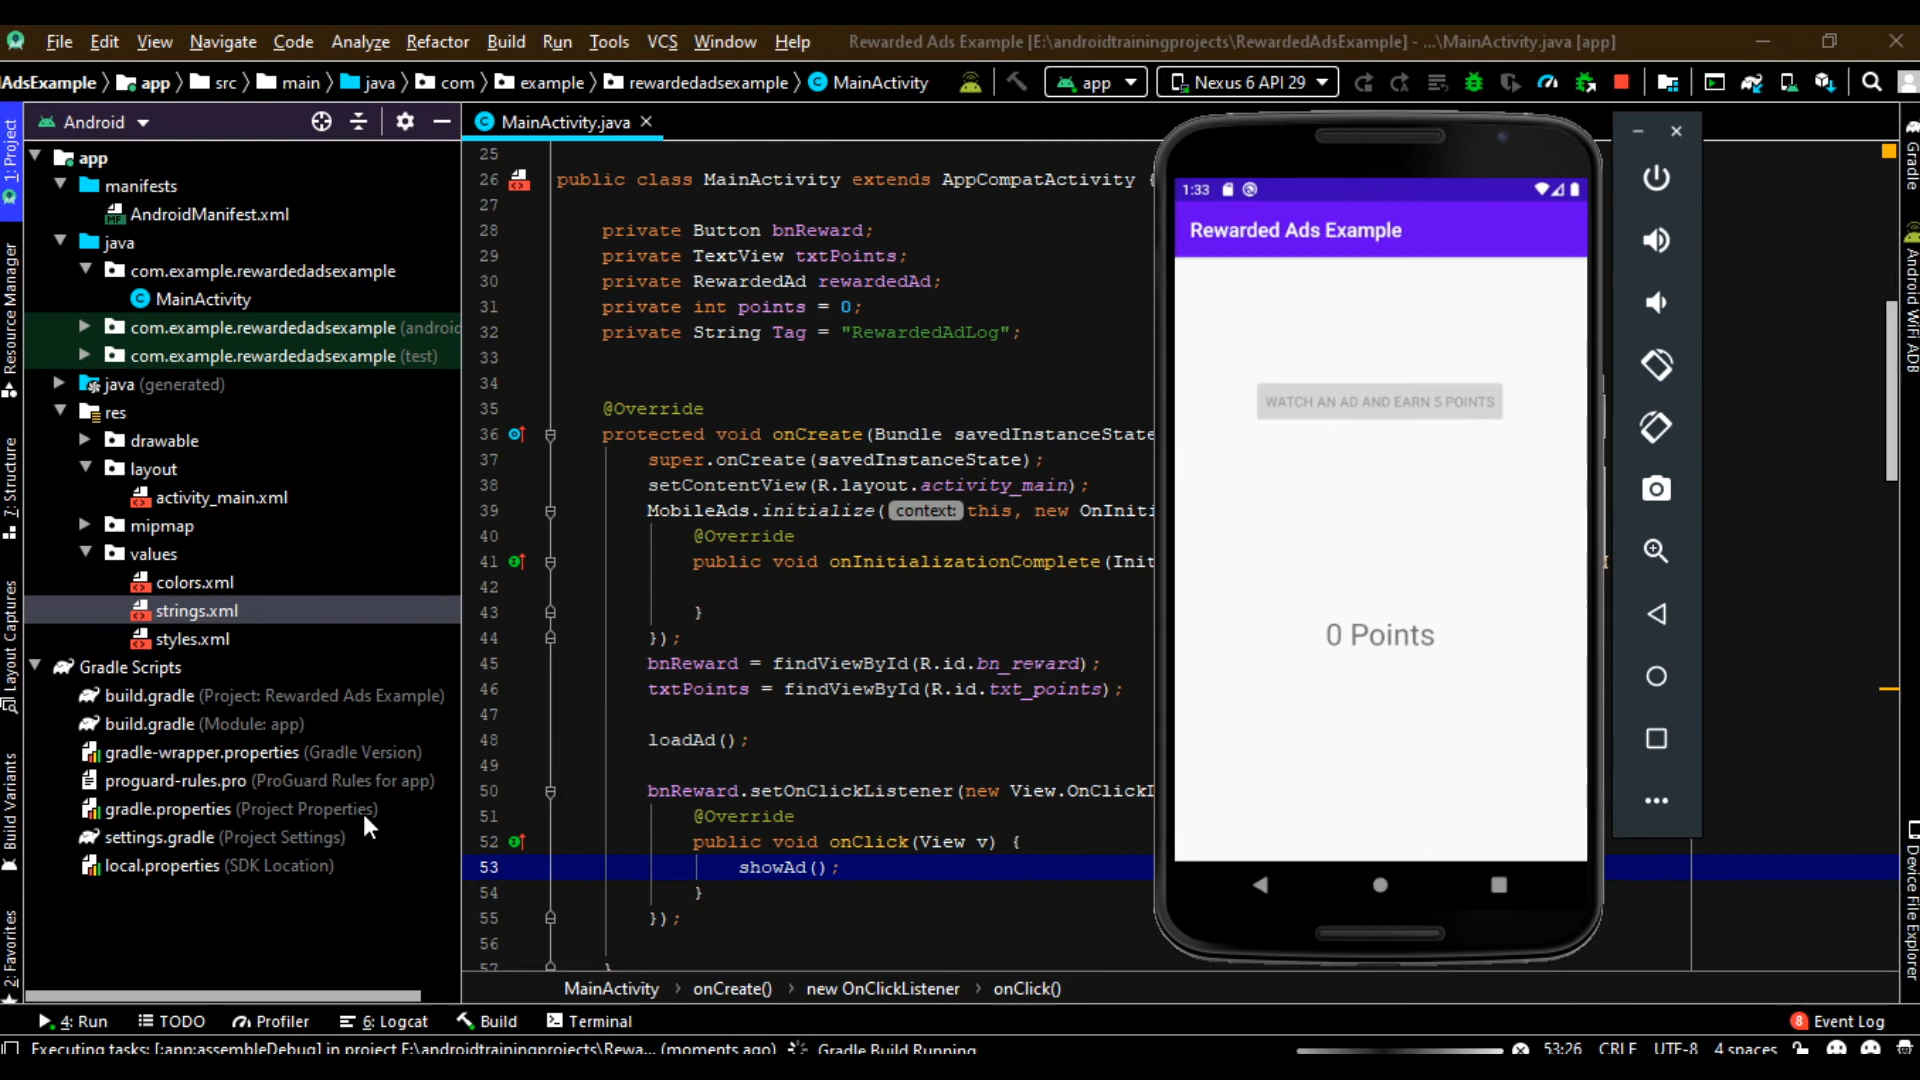 File Edit View Navigate Code Analyze Refactor Build Run Tools VCS Window Help Rewarded Ads Example [E:\androidtrainingprojects\RewardedAdsExample] - ...\MainActivity.java [app]
AdsExample app src main java com example rewardedadsexample MainActivity app Nexus 6 API 29
1: Project
Resource Manager
7: Structure
Layout Captures
Build Variants
2: Favorites
Android
app
manifests
AndroidManifest.xml
java
com.example.rewardedadsexample
MainActivity
com.example.rewardedadsexample (android
com.example.rewardedadsexample (test)
java (generated)
res
drawable
layout
activity_main.xml
mipmap
values
colors.xml
strings.xml
styles.xml
Gradle Scripts
build.gradle (Project: Rewarded Ads Example)
build.gradle (Module: app)
gradle-wrapper.properties (Gradle Version)
proguard-rules.pro (ProGuard Rules for app)
gradle.properties (Project Properties)
settings.gradle (Project Settings)
local.properties (SDK Location)
MainActivity.java
25
26 public class MainActivity extends AppCompatActivity {
27
28 private Button bnReward;
29 private TextView txtPoints;
30 private RewardedAd rewardedAd;
31 private int points = 0;
32 private String Tag = "RewardedAdLog";
33
34
35 @Override
36 protected void onCreate(Bundle savedInstanceState
37 super.onCreate(savedInstanceState);
38 setContentView(R.layout.activity_main);
39 MobileAds.initialize( context: this, new OnIniti
40 @Override
41 public void onInitializationComplete(Init
42
43 }
44 });
45 bnReward = findViewById(R.id.bn_reward);
46 txtPoints = findViewById(R.id.txt_points);
47
48 loadAd();
49
50 bnReward.setOnClickListener(new View.OnClickL
51 @Override
52 public void onClick(View v) {
53 showAd();
54 }
55 });
56
57 }
MainActivity onCreate() new OnClickListener onClick()
1:33
Rewarded Ads Example
WATCH AN AD AND EARN 5 POINTS
0 Points
Gradle
Android WiFi ADB
Device File Explorer
4: Run TODO Profiler 6: Logcat Build Terminal 8 Event Log
Executing tasks: [:app:assembleDebug] in project E:\androidtrainingprojects\Rewa... (moments ago) Gradle Build Running 53:26 CRLF UTF-8 4 spaces